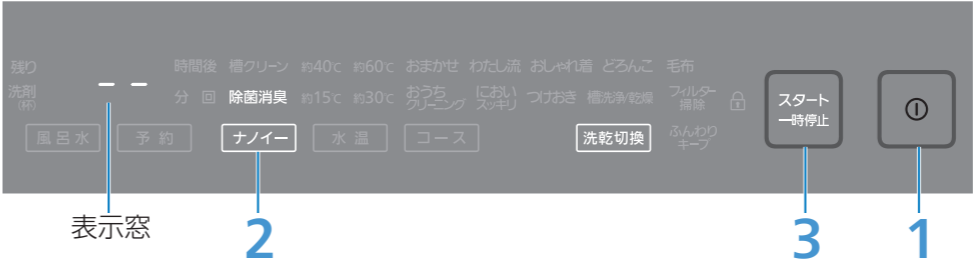 残り 時間後 槽クリーン 約40℃ 約60℃ おまかせ わたし流 おしゃれ着 どろんこ 毛布
洗剤(杯) -- 分 回 除菌消臭 約15℃ 約30℃ おうちクリーニング においスッキリ つけおき 槽洗浄/乾燥 フィルター掃除
風呂水 予約 ナノイー 水温 コース 洗乾切換 ふんわりキープ
スタート
一時停止
表示窓 2 3 1